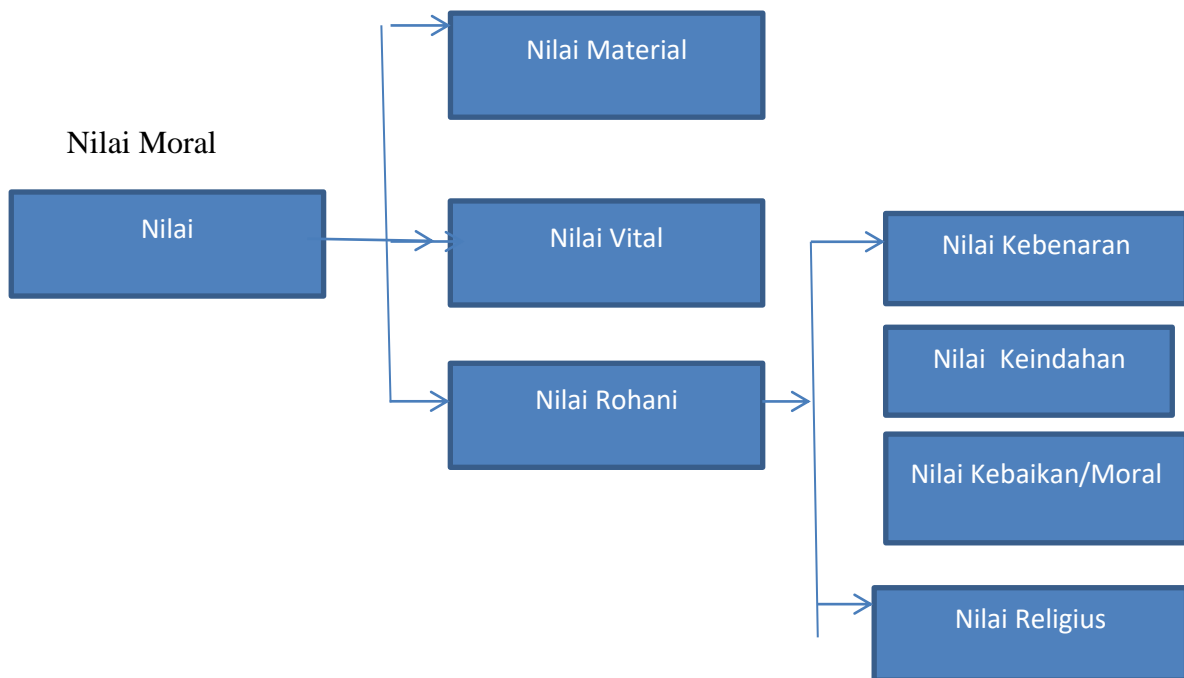 Nilai Moral
Nilai
Nilai Material
Nilai Vital
Nilai Rohani
Nilai Kebenaran
Nilai Keindahan
Nilai Kebaikan/Moral
Nilai Religius